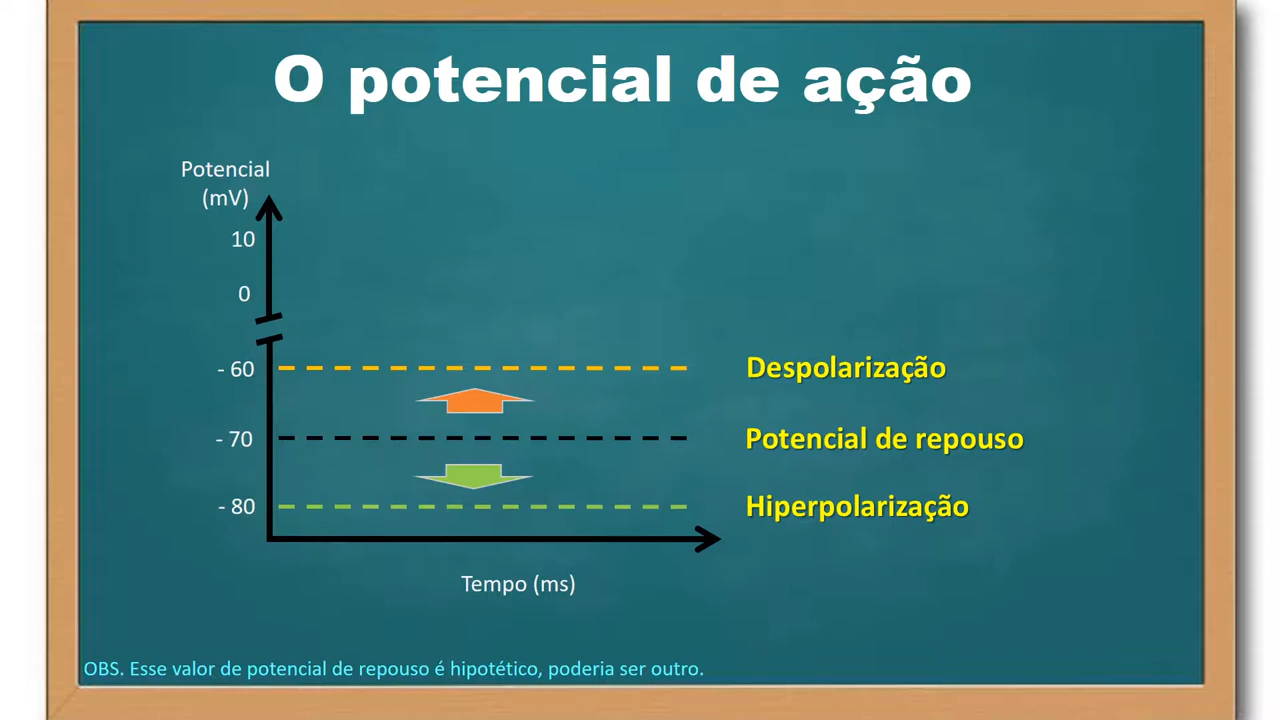 O potencial de ação
Potencial
(mV)
10
0
- 60
Despolarização
- 70
Potencial de repouso
- 80
Hiperpolarização
Tempo (ms)
OBS. Esse valor de potencial de repouso é hipotético, poderia ser outro.